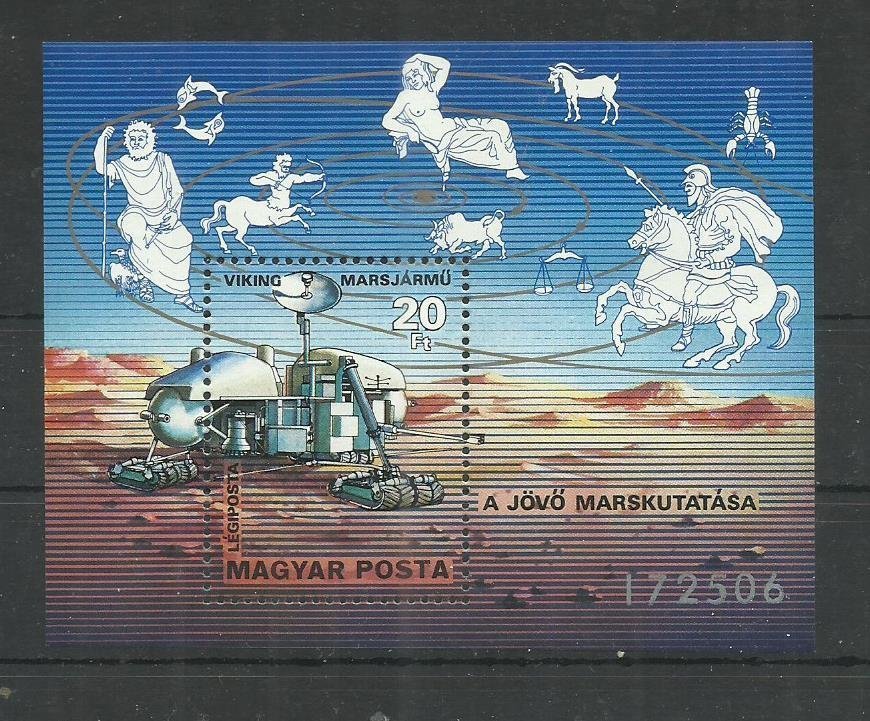 VIKING MARSJÁRMŰ
20
Ft
LÉGIPOSTA
A JÖVŐ MARSKUTATÁSA
MAGYAR POSTA
172506